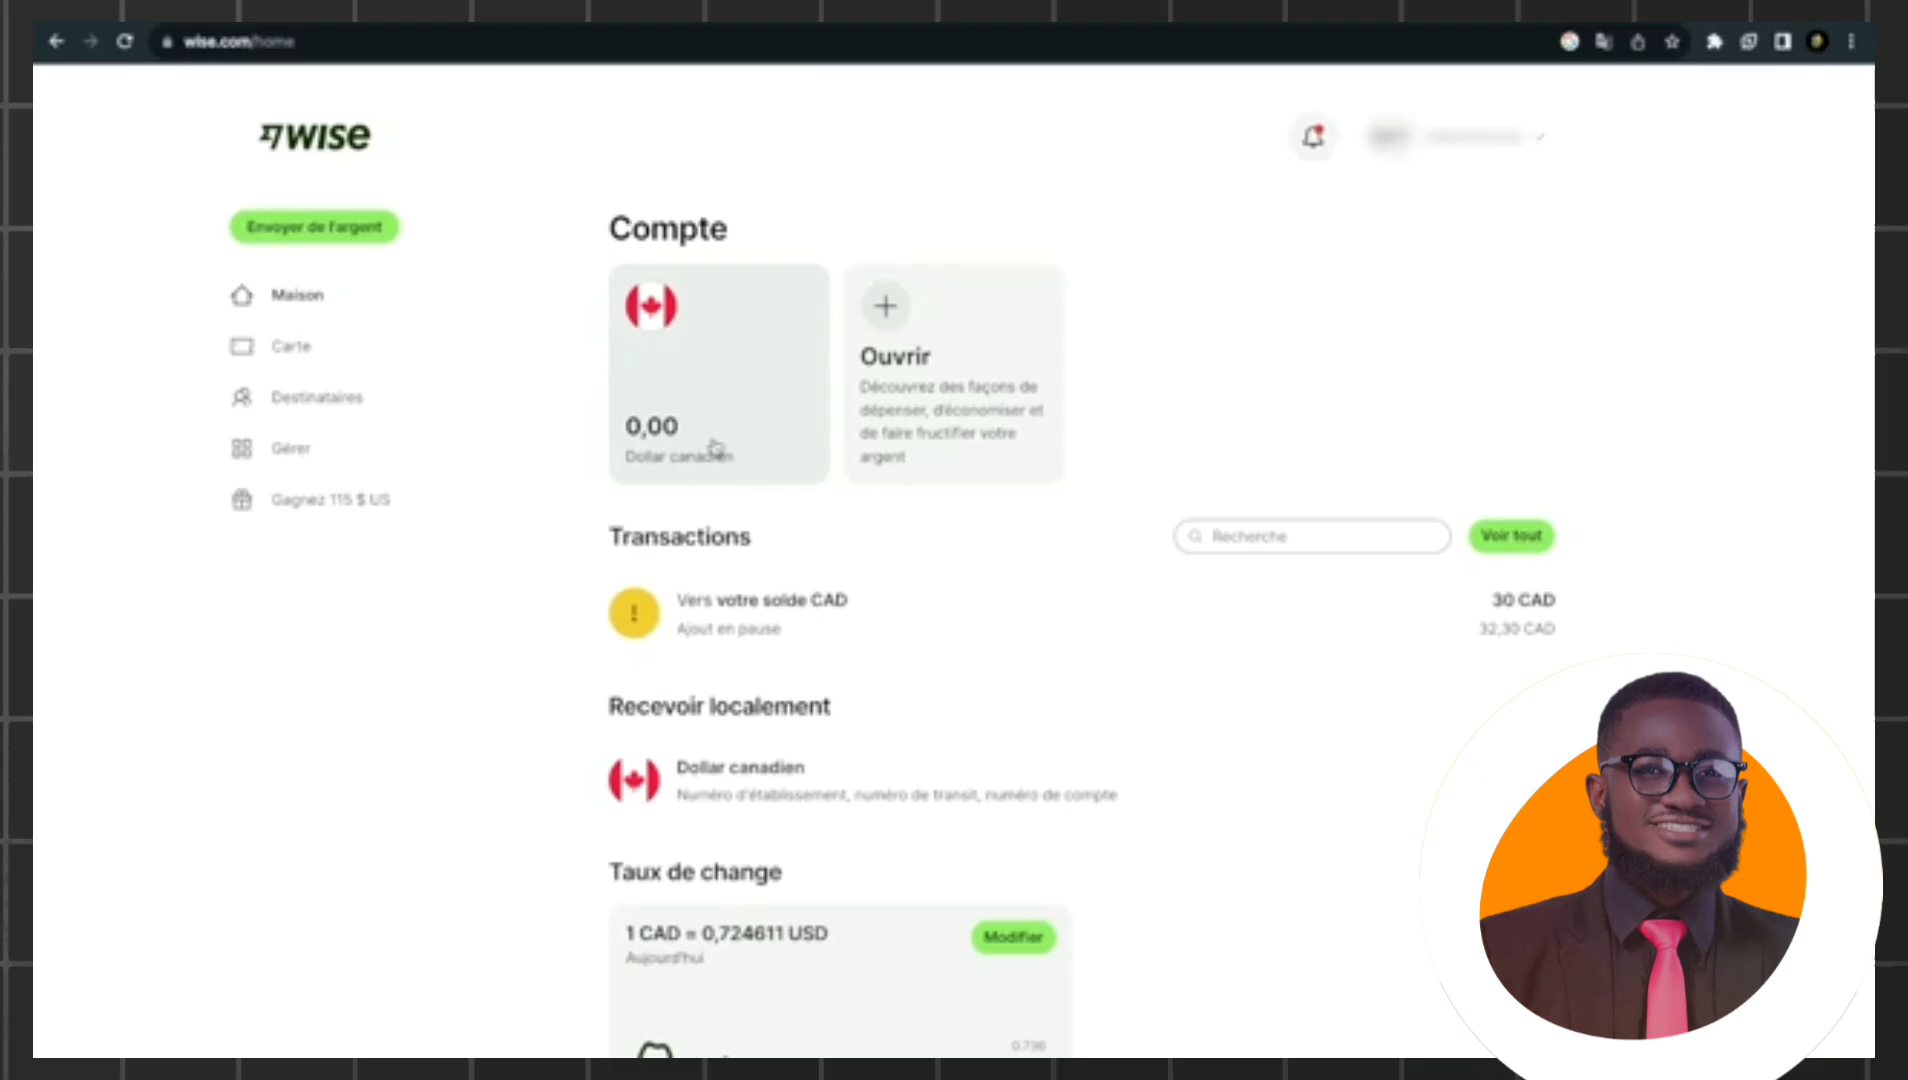 wise.com/home
WISE
Envoyer de l'argent
Maison
Carte
Destinataires
Gérer
Gagnez 115 $ US
Compte
0,00
Dollar canadien
Ouvrir
Découvrez des façons de
dépenser, d'économiser et
de faire fructifier votre
argent
Transactions
Recherche
Voir tout
Vers votre solde CAD
30 CAD
Ajout en pause
32,30 CAD
Recevoir localement
Dollar canadien
Numéro d'établissement, numéro de transit, numéro de compte
Taux de change
1 CAD = 0,724611 USD
Modifier
Aujourd'hui
0.736